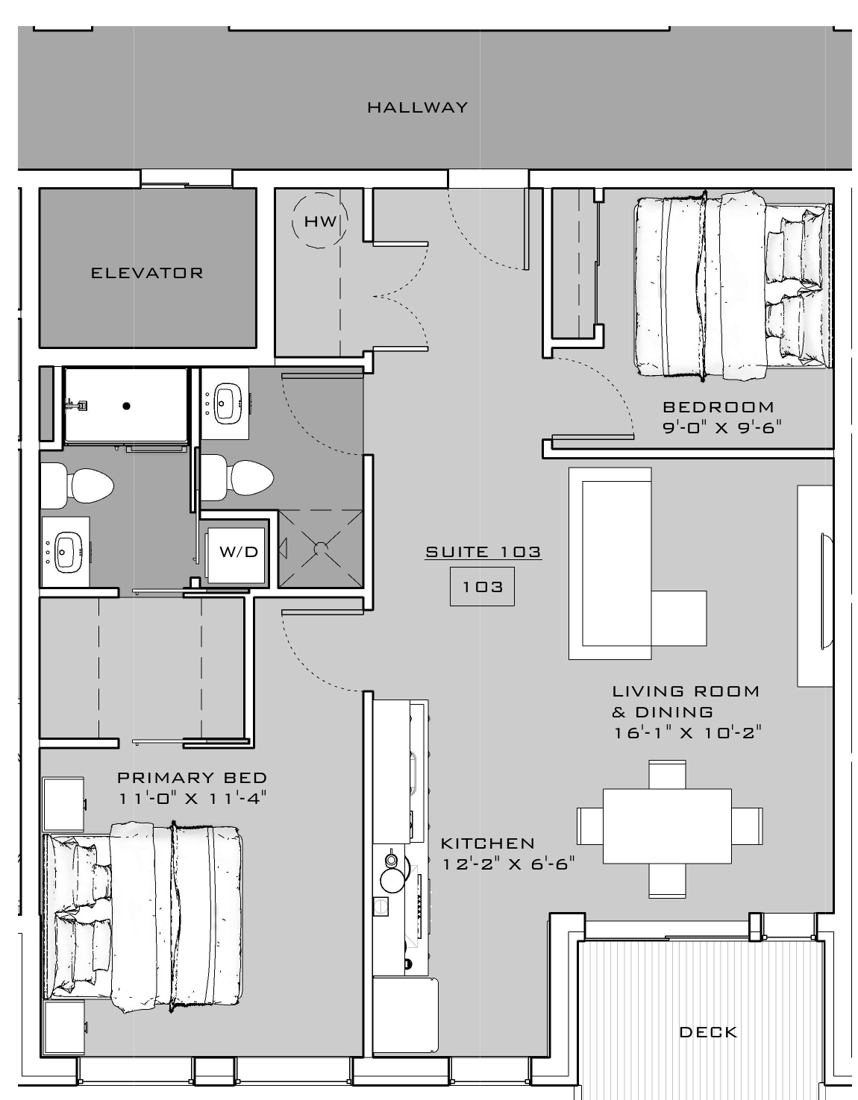 HALLWAY
HW
ELEVATOR
BEDROOM
9'-0" X 9'-6"
W/D
SUITE 103
103
LIVING ROOM
& DINING
16'-1" X 10'-2"
PRIMARY BED
11'-0" X 11'-4"
KITCHEN
12'-2" X 6'-6"
DECK